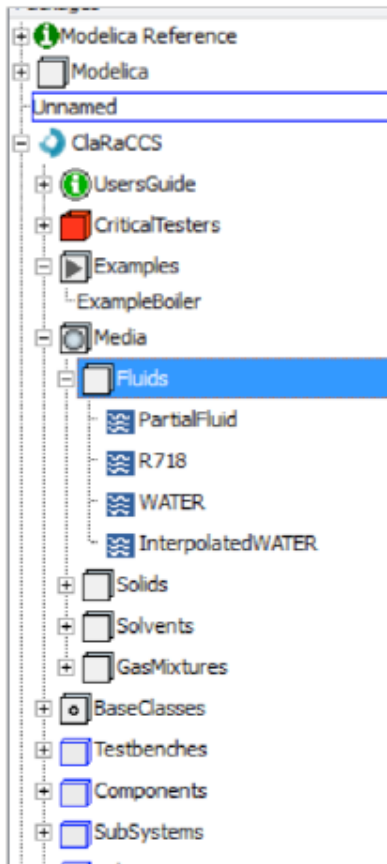 Modelica Reference
Modelica
Unnamed
ClaRaCCS
UsersGuide
CriticalTesters
Examples
ExampleBoiler
Media
Fluids
PartialFluid
R718
WATER
InterpolatedWATER
Solids
Solvents
GasMixtures
BaseClasses
Testbenches
Components
SubSystems